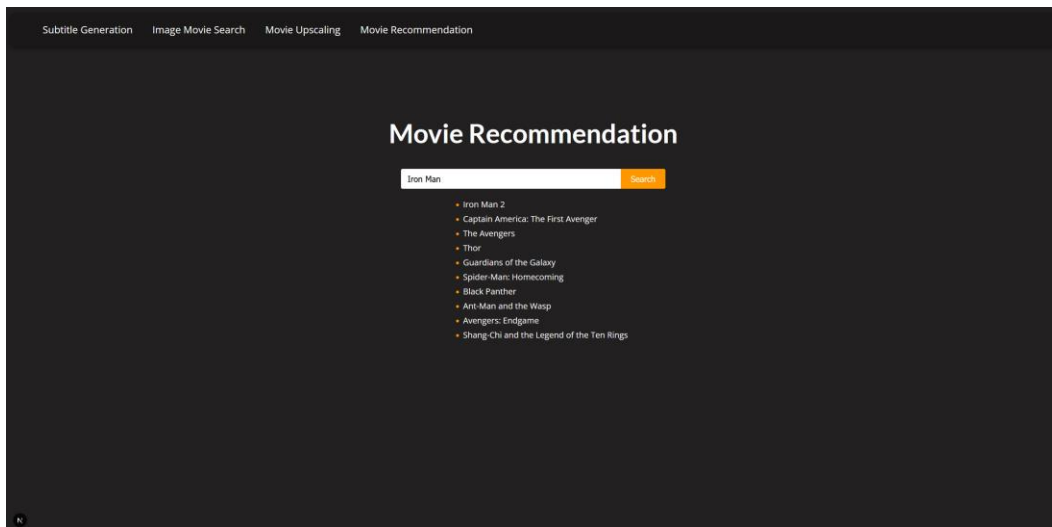 Subtitle Generation Image Movie Search Movie Upscaling Movie Recommendation
Movie Recommendation
Iron Man Search
Iron Man 2
Captain America: The First Avenger
The Avengers
Thor
Guardians of the Galaxy
Spider-Man: Homecoming
Black Panther
Ant-Man and the Wasp
Avengers: Endgame
Shang-Chi and the Legend of the Ten Rings
N